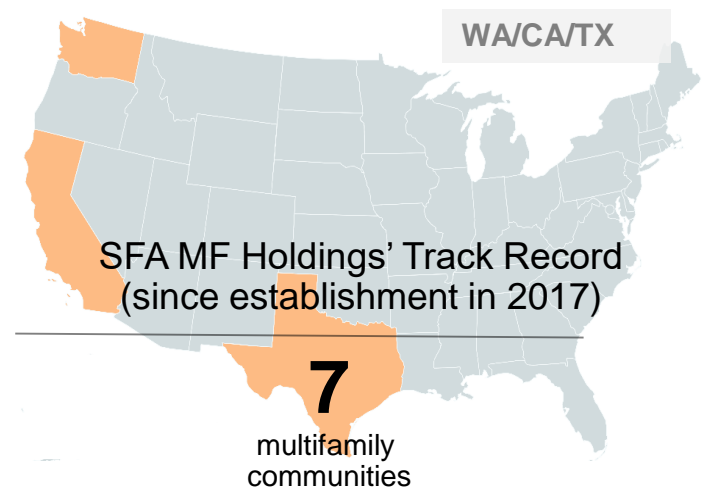 WA/CA/TX
SFA MF Holdings’ Track Record
(since establishment in 2017)
7
multifamily
communities